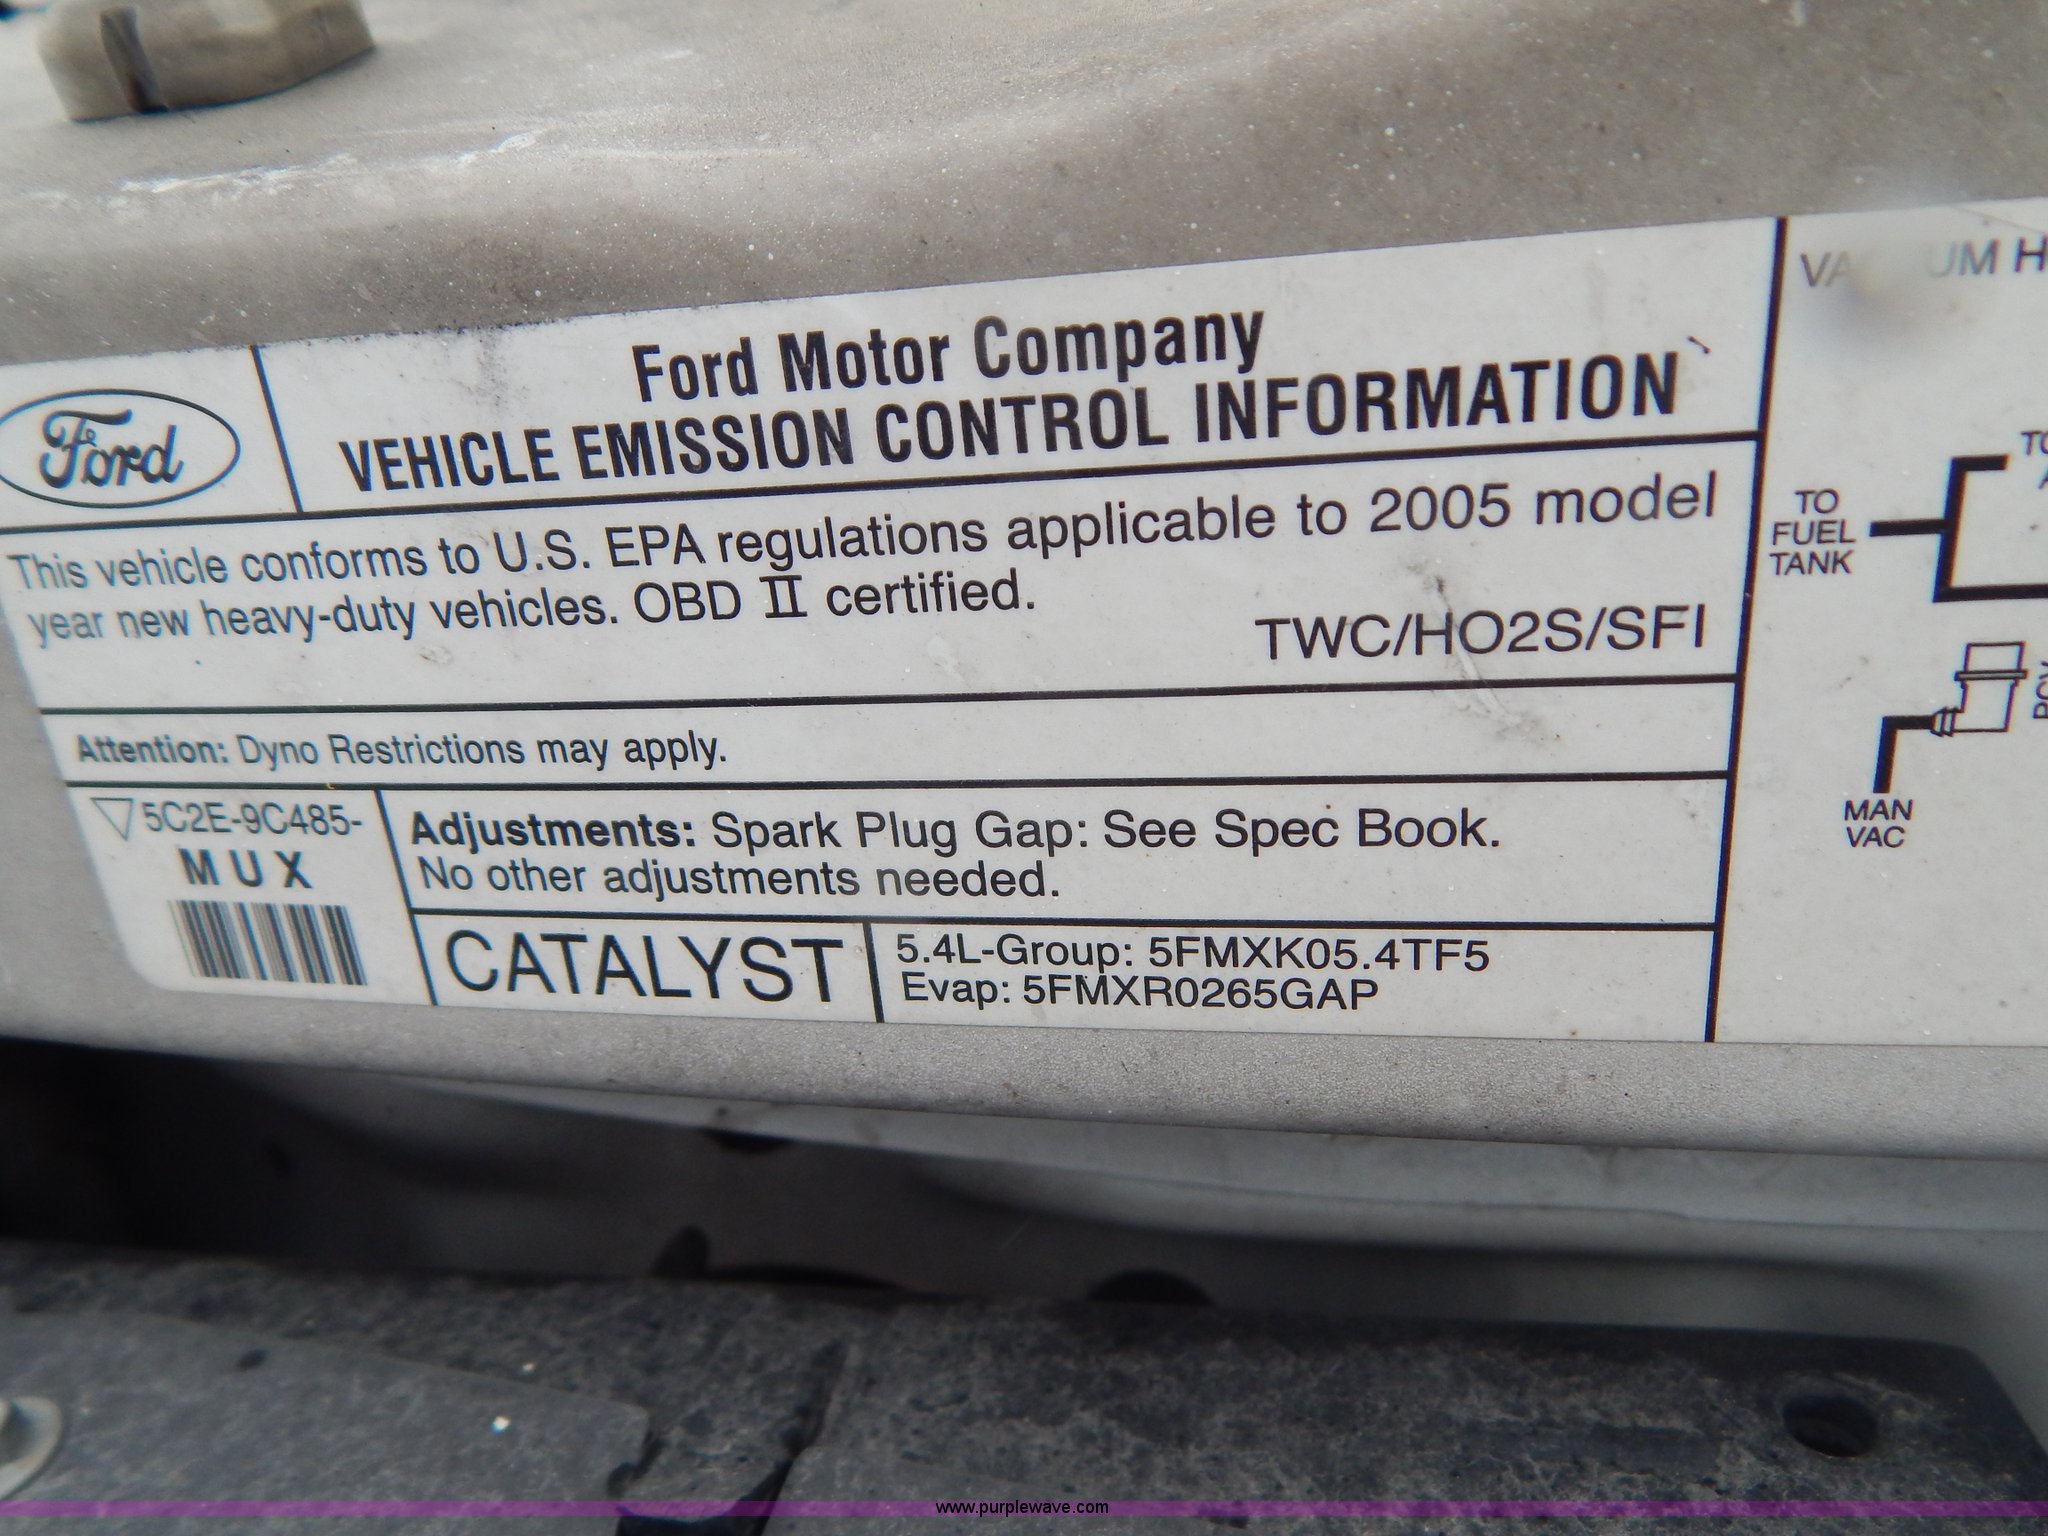 Ford Motor Company
VEHICLE EMISSION CONTROL INFORMATION
Ford
This vehicle conforms to U.S. EPA regulations applicable to 2005 model
year new heavy-duty vehicles. OBD II certified.
TWC/HO2S/SFI
Attention: Dyno Restrictions may apply.
5C2E-9C485-
MUX
Adjustments: Spark Plug Gap: See Spec Book.
No other adjustments needed.
CATALYST
5.4L-Group: 5FMXK05.4TF5
Evap: 5FMXR0265GAP
TO
FUEL
TANK
MAN
VAC
www.purplewave.com